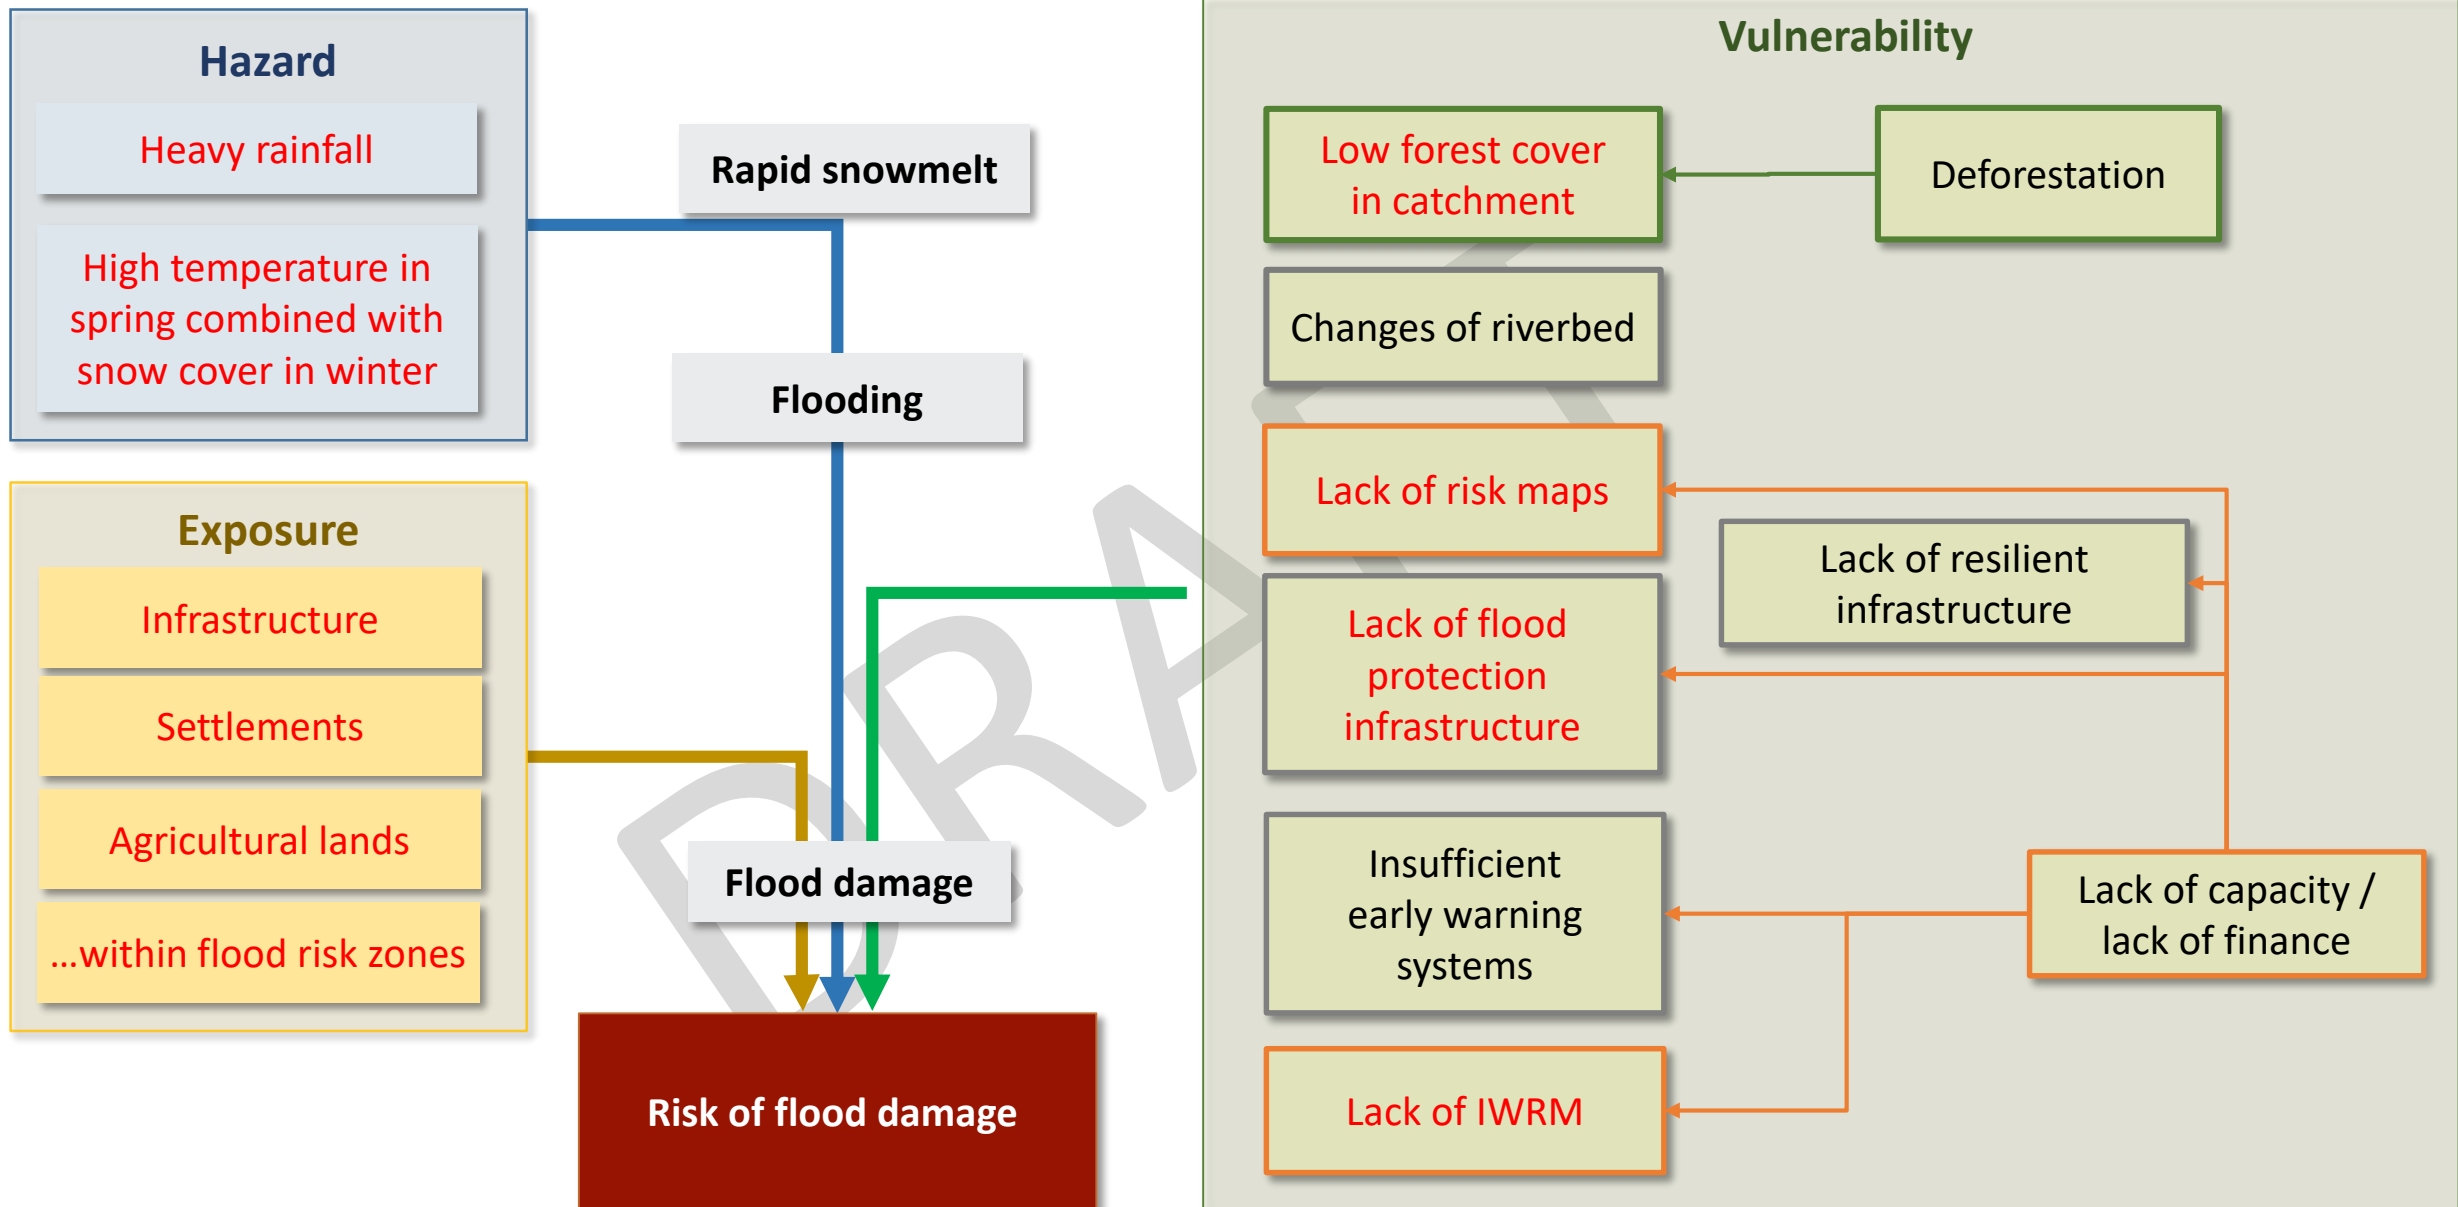 Hazard
Heavy rainfall
High temperature in
spring combined with
snow cover in winter
Exposure
Infrastructure
Settlements
Agricultural lands
...within flood risk zones
Rapid snowmelt
Flooding
Flood damage
Risk of flood damage
Vulnerability
Low forest cover
in catchment
Deforestation
Changes of riverbed
Lack of risk maps
Lack of resilient
infrastructure
Lack of flood
protection
infrastructure
Insufficient
early warning
systems
Lack of capacity /
lack of finance
Lack of IWRM
DRAFT